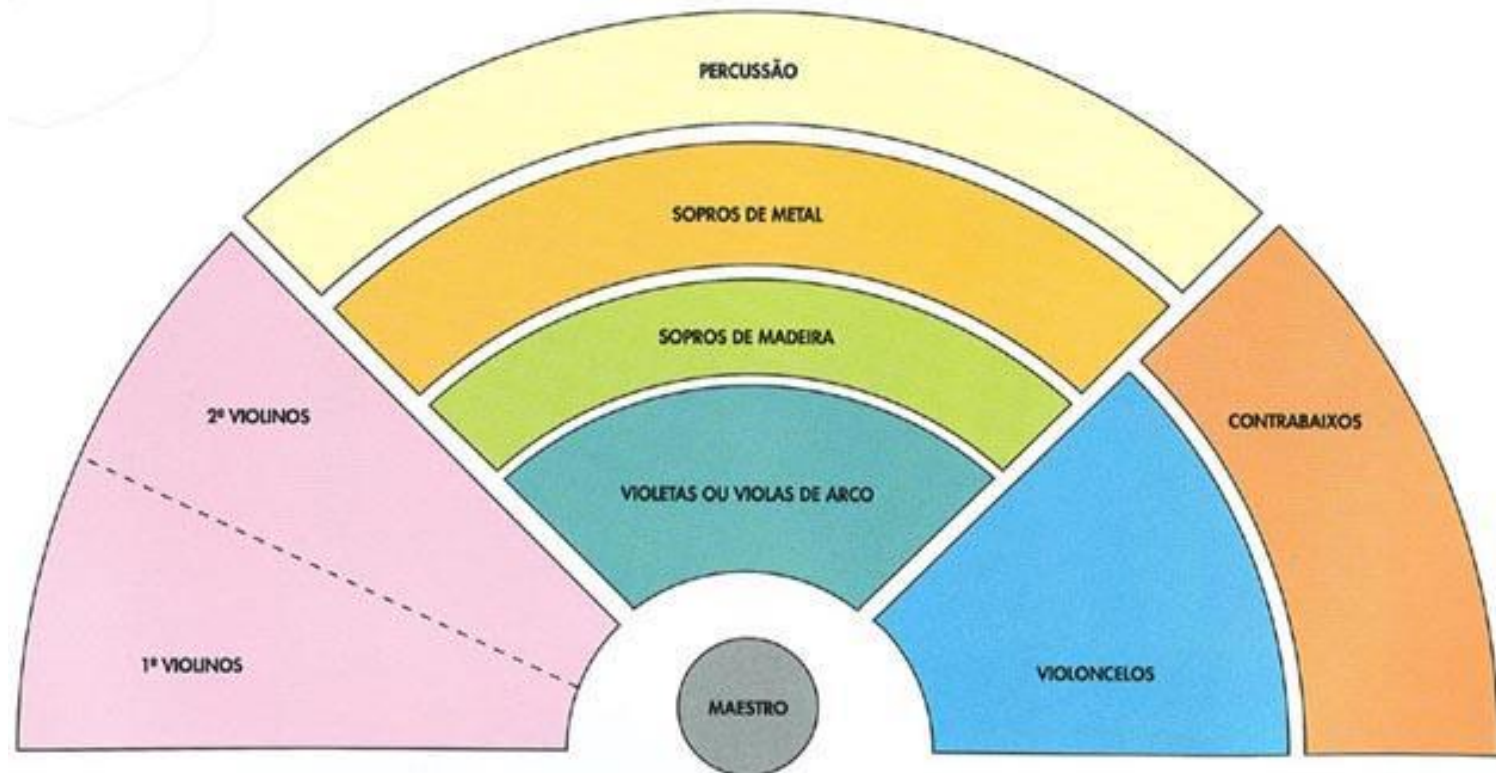 PERCUSSÃO
SOPROS DE METAL
SOPROS DE MADEIRA
2º VIOLINOS
CONTRABAIXOS
VIOLETAS OU VIOLAS DE ARCO
1º VIOLINOS
VIOLONCELOS
MAESTRO